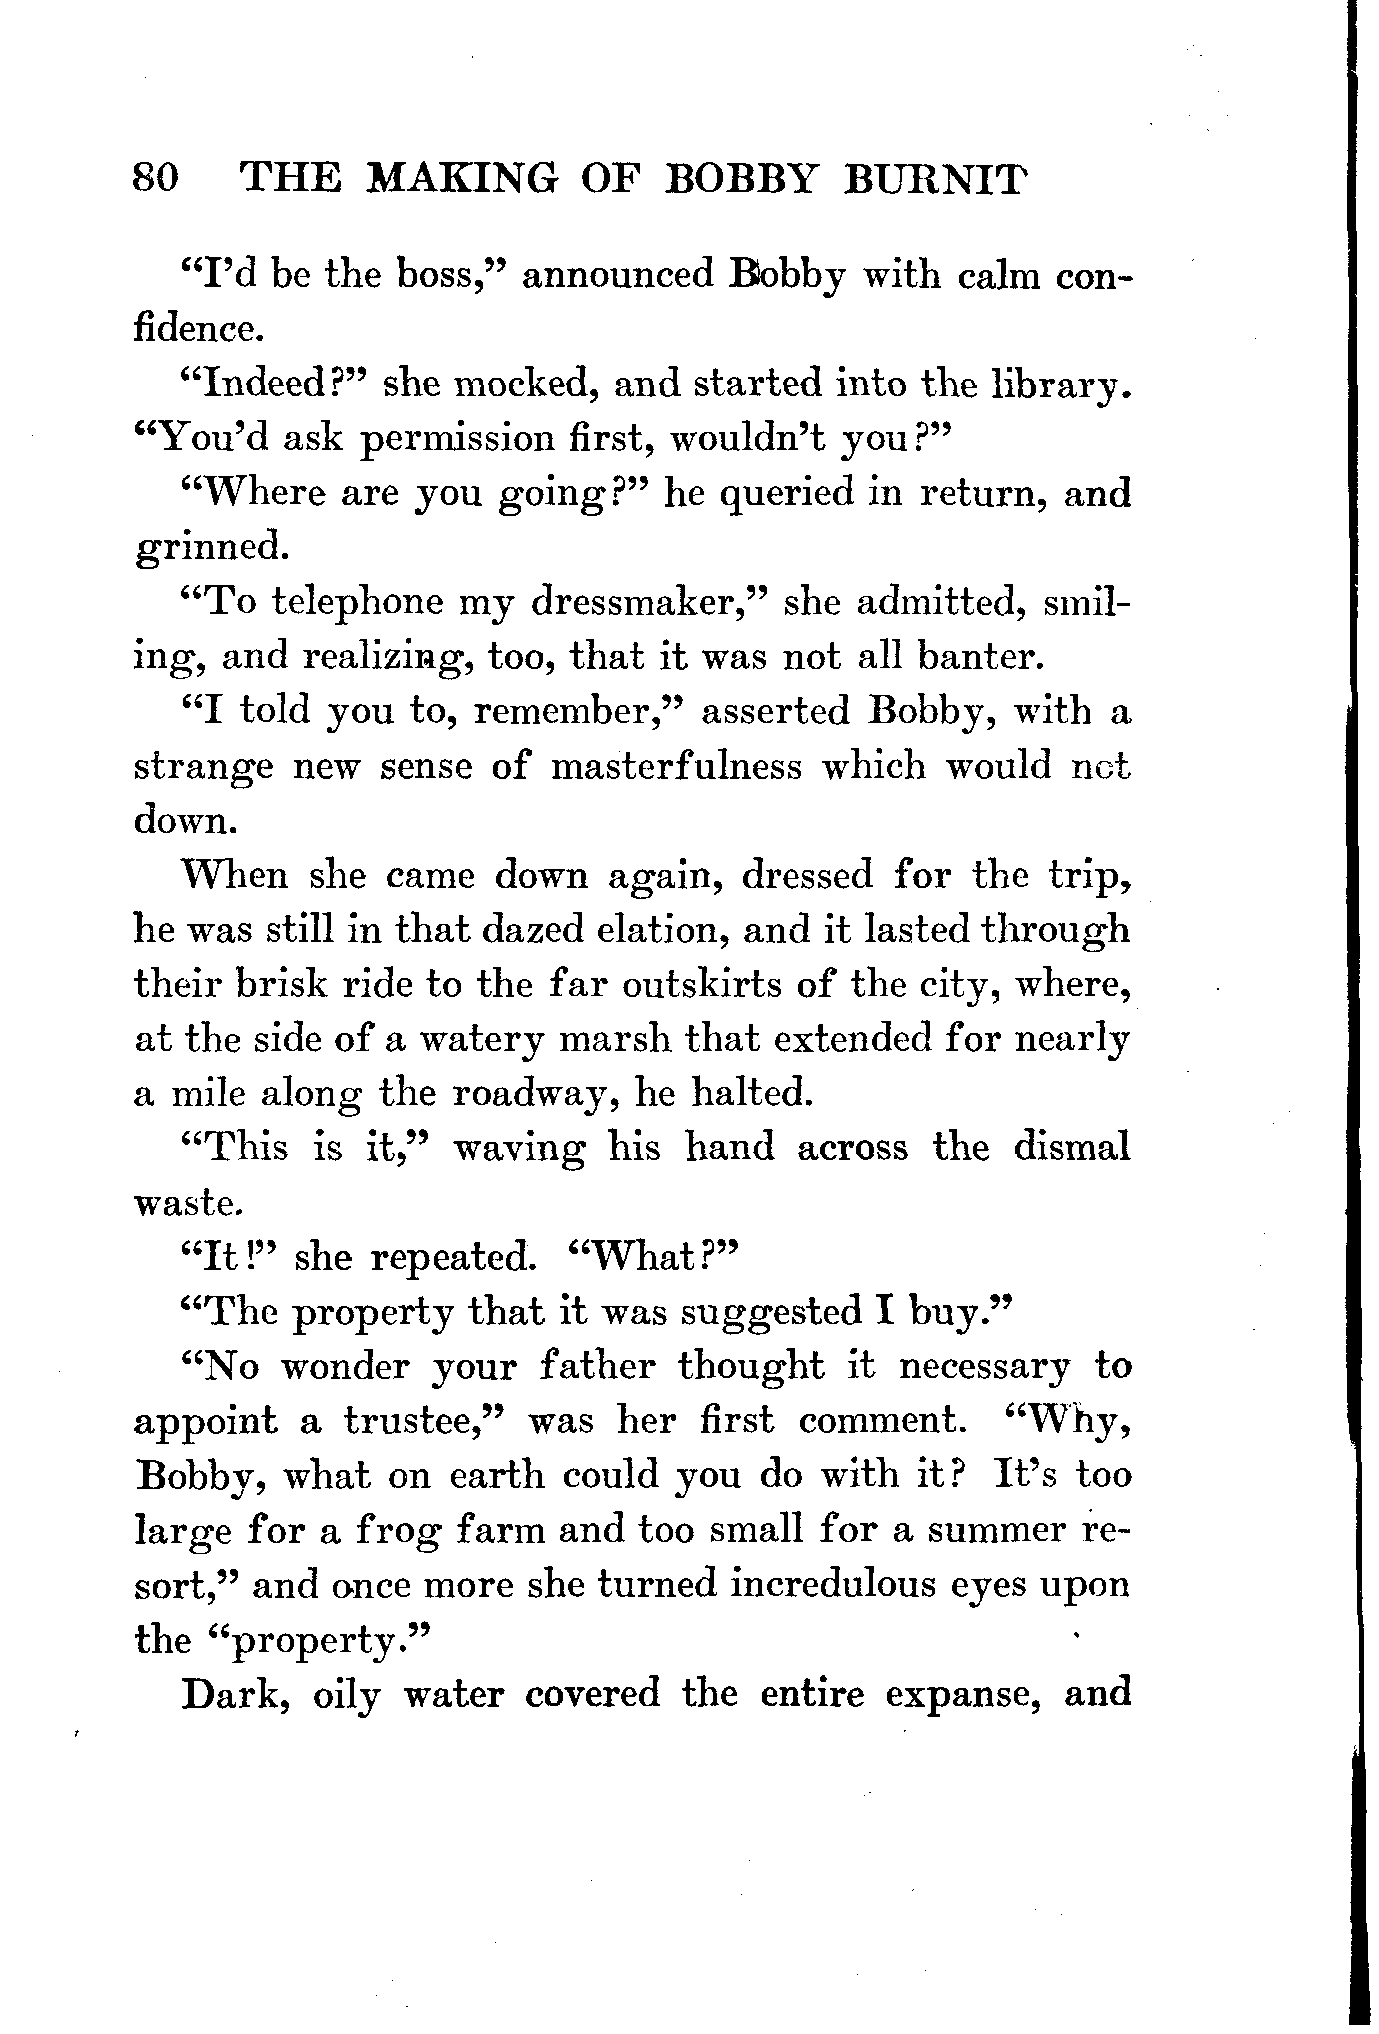 80 THE MAKING OF BOBBY BURNIT
“I’d be the boss,” announced Bobby with calm con-
fidence.
“Indeed?” she mocked, and started into the library.
“You’d ask permission first, wouldn’t you?”
“Where are you going?” he queried in return, and
grinned.
“To telephone my dressmaker,” she admitted, smil-
ing, and realizing, too, that it was not all banter.
“I told you to, remember,” asserted Bobby, with a
strange new sense of masterfulness which would not
down.
When she came down again, dressed for the trip,
he was still in that dazed elation, and it lasted through
their brisk ride to the far outskirts of the city, where,
at the side of a watery marsh that extended for nearly
a mile along the roadway, he halted.
“This is it,” waving his hand across the dismal
waste.
“It!” she repeated. “What?”
“The property that it was suggested I buy.”
“No wonder your father thought it necessary to
appoint a trustee,” was her first comment. “Why,
Bobby, what on earth could you do with it? It’s too
large for a frog farm and too small for a summer re-
sort,” and once more she turned incredulous eyes upon
the “property.”
Dark, oily water covered the entire expanse, and